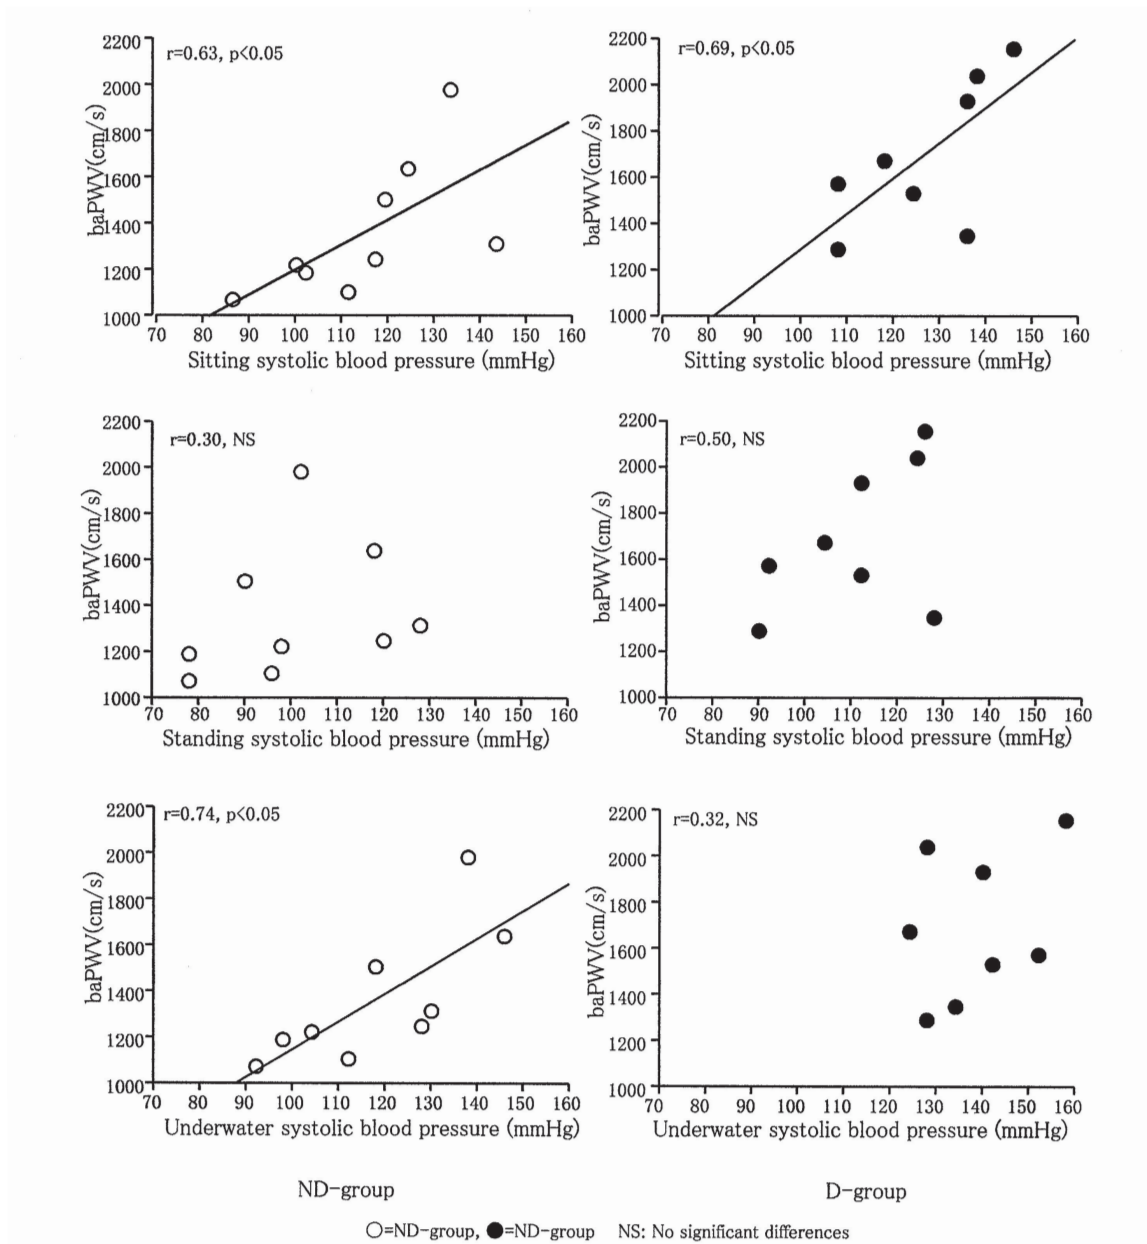 r=0.63, p<0.05
baPWV(cm/s)
2200
2000
1800
1600
1400
1200
1000
70 80 90 100 110 120 130 140 150 160
Sitting systolic blood pressure (mmHg)
r=0.69, p<0.05
baPWV(cm/s)
2200
2000
1800
1600
1400
1200
1000
70 80 90 100 110 120 130 140 150 160
Sitting systolic blood pressure (mmHg)
r=0.30, NS
baPWV(cm/s)
2200
2000
1800
1600
1400
1200
1000
70 80 90 100 110 120 130 140 150 160
Standing systolic blood pressure (mmHg)
r=0.50, NS
baPWV(cm/s)
2200
2000
1800
1600
1400
1200
1000
70 80 90 100 110 120 130 140 150 160
Standing systolic blood pressure (mmHg)
r=0.74, p<0.05
baPWV(cm/s)
2200
2000
1800
1600
1400
1200
1000
70 80 90 100 110 120 130 140 150 160
Underwater systolic blood pressure (mmHg)
r=0.32, NS
baPWV(cm/s)
2200
2000
1800
1600
1400
1200
1000
70 80 90 100 110 120 130 140 150 160
Underwater systolic blood pressure (mmHg)
ND-group
D-group
○=ND-group, ●=ND-group NS: No significant differences